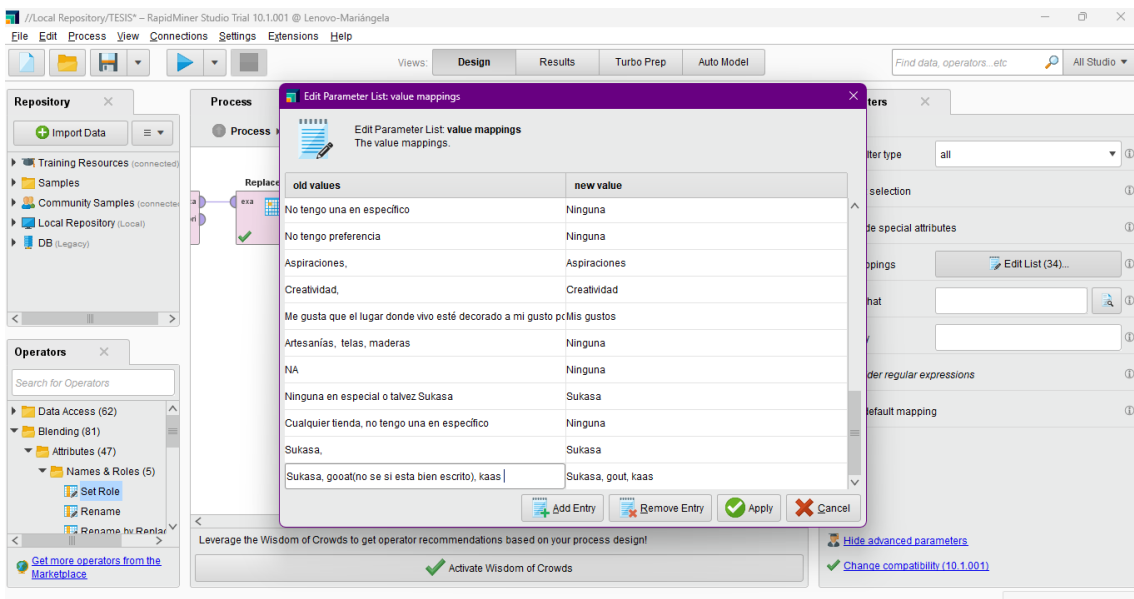 //Local Repository/TESIS* – RapidMiner Studio Trial 10.1.001 @ Lenovo-Mariángela
File Edit Process View Connections Settings Extensions Help
Views: Design Results Turbo Prep Auto Model
Find data, operators...etc
All Studio
Repository
Import Data
Training Resources (connected)
Samples
Community Samples (connecte
Local Repository (Local)
DB (Legacy)
Operators
Search for Operators
Data Access (62)
Blending (81)
Attributes (47)
Names & Roles (5)
Set Role
Rename
Rename by Replac
Get more operators from the
Marketplace
Process
Process
Replace
exa
Edit Parameter List: value mappings
Edit Parameter List: value mappings
The value mappings.
old values new value
No tengo una en específico Ninguna
No tengo preferencia Ninguna
Aspiraciones, Aspiraciones
Creatividad, Creatividad
Me gusta que el lugar donde vivo esté decorado a mi gusto po Mis gustos
Artesanías, telas, maderas Ninguna
NA Ninguna
Ninguna en especial o talvez Sukasa Sukasa
Cualquier tienda, no tengo una en específico Ninguna
Sukasa, Sukasa
Sukasa, gooat(no se si esta bien escrito), kaas Sukasa, gout, kaas
Add Entry Remove Entry Apply Cancel
Leverage the Wisdom of Crowds to get operator recommendations based on your process design!
Activate Wisdom of Crowds
ters
lter type all
selection
de special attributes
ppings Edit List (34)...
hat
y
der regular expressions
default mapping
Hide advanced parameters
Change compatibility (10.1.001)